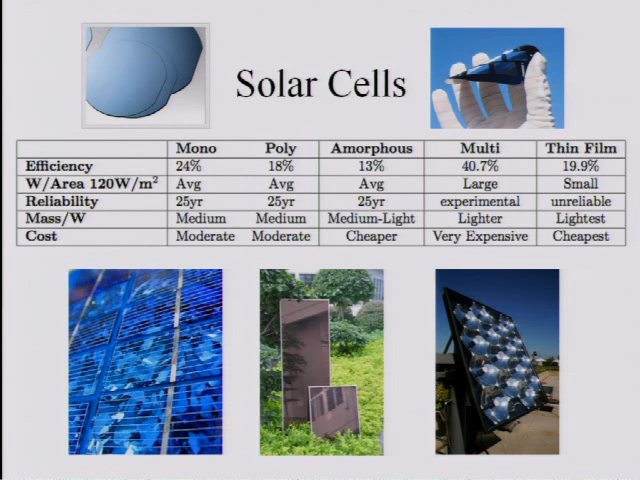 Solar Cells
Mono Poly Amorphous Multi Thin Film
Efficiency 24% 18% 13% 40.7% 19.9%
W/Area 120W/m² Avg Avg Avg Large Small
Reliability 25yr 25yr 25yr experimental unreliable
Mass/W Medium Medium Medium-Light Lighter Lightest
Cost Moderate Moderate Cheaper Very Expensive Cheapest